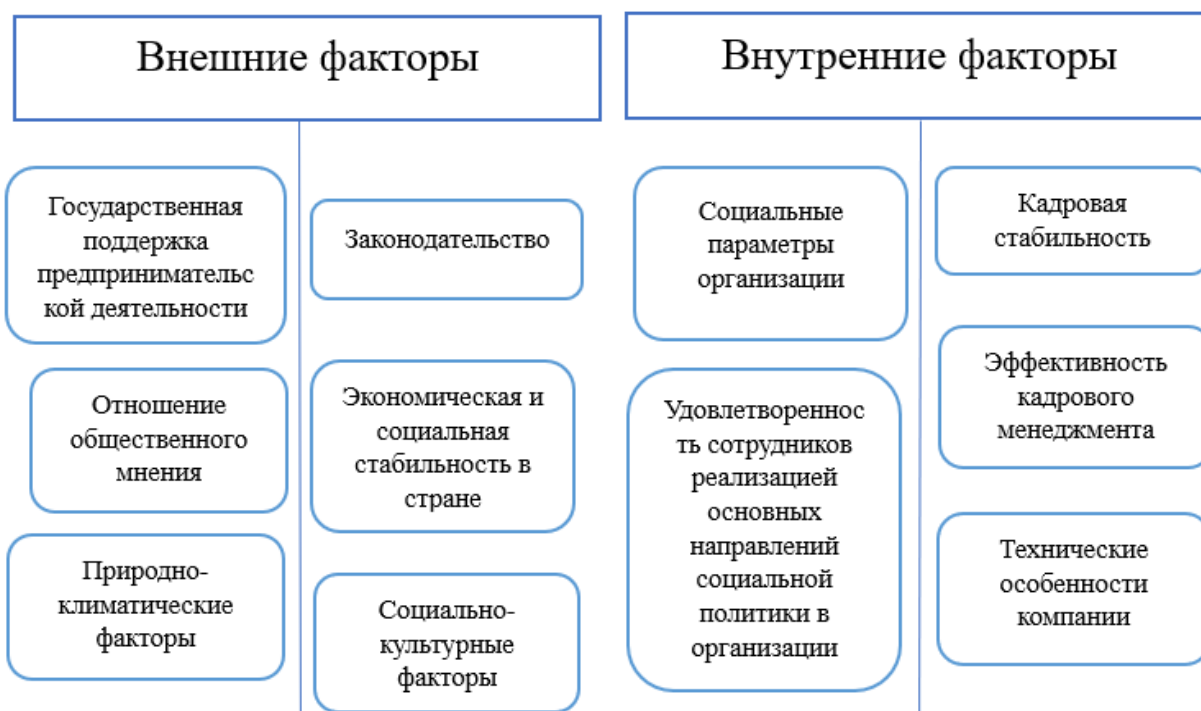 Внешние факторы
Государственная
поддержка
предпринимательс
кой деятельности
Отношение
общественного
мнения
Природно-
климатические
факторы
Законодательство
Экономическая и
социальная
стабильность в
стране
Социально-
культурные
факторы
Внутренние факторы
Социальные
параметры
организации
Удовлетвореннос
ть сотрудников
реализацией
основных
направлений
социальной
политики в
организации
Кадровая
стабильность
Эффективность
кадрового
менеджмента
Технические
особенности
компании